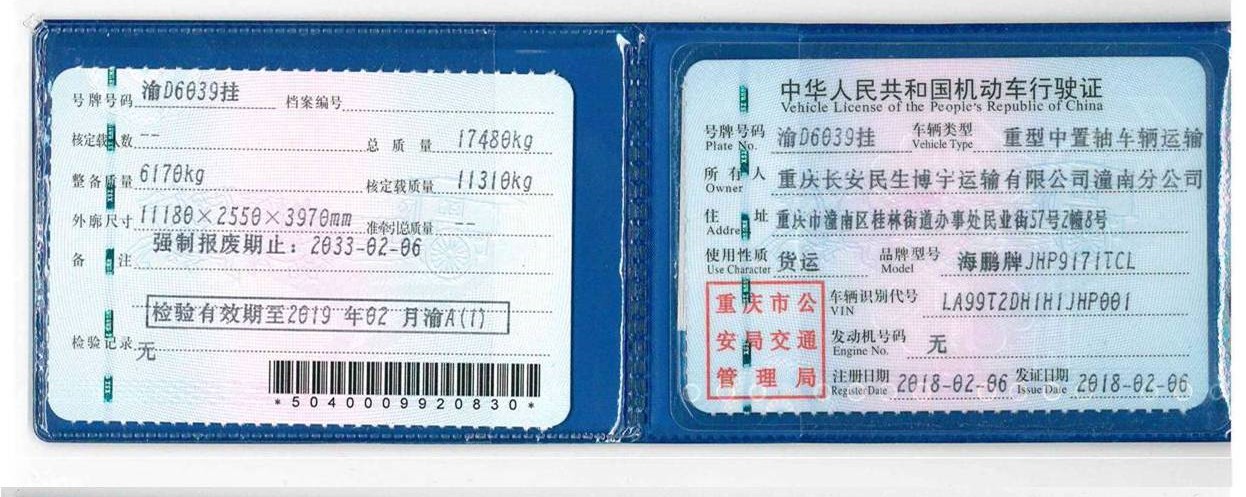 号牌号码 渝D6039挂 档案编号
核定载人数 -- 总质量 17480kg
整备质量 6170kg 核定载质量 11310kg
外廓尺寸 11180×2550×3970mm 准牵引总质量 --
强制报废期止：2033-02-06
备注
检验有效期至2019 年02 月渝A(1)
检验记录 无
*5040009920830*
中华人民共和国机动车行驶证
Vehicle License of the People's Republic of China
号牌号码 渝D6039挂 车辆类型 重型中置轴车辆运输
Plate No. Vehicle Type
所有人 重庆长安民生博宇运输有限公司潼南分公司
Owner
住址 重庆市潼南区桂林街道办事处民业街57号2幢8号
Address
使用性质 货运 品牌型号 海鹏牌JHP9171TCL
Use Character Model
重庆市公
安局交通
管理局
车辆识别代号 LA99T2DH1H1JHP001
VIN
发动机号码 无
Engine No.
注册日期 2018-02-06 发证日期 2018-02-06
Register Date Issue Date